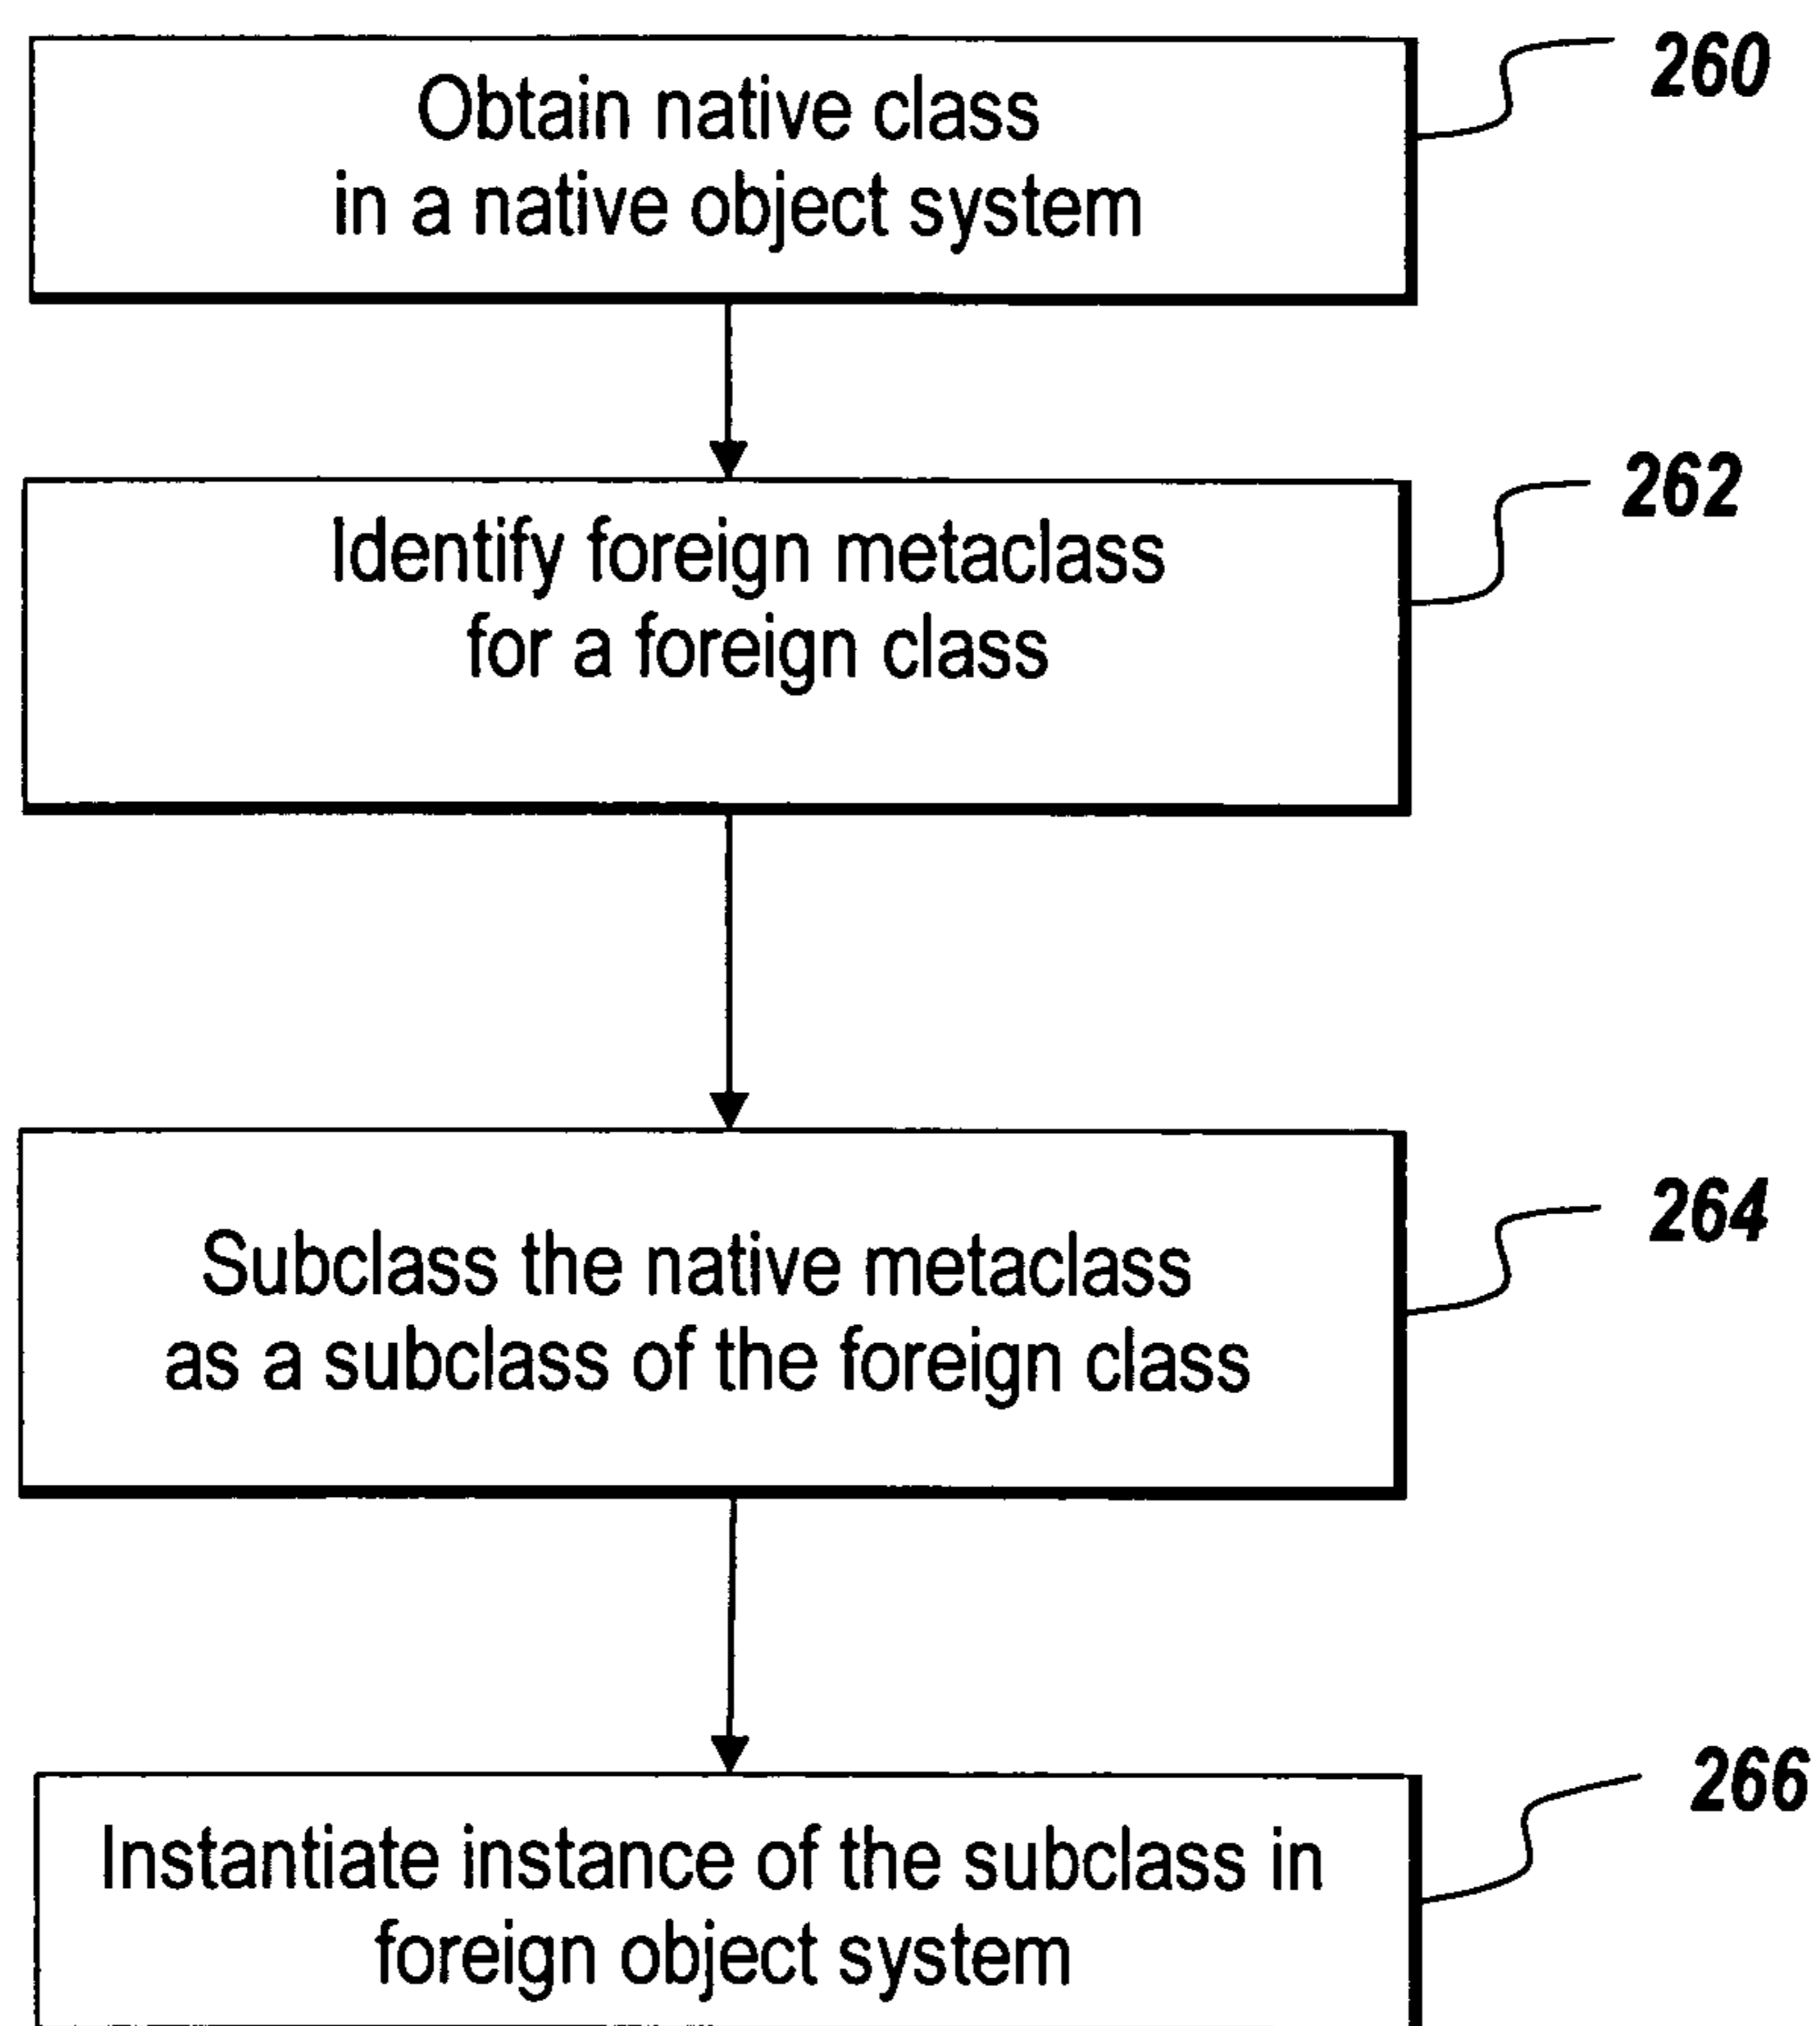 Obtain native class
in a native object system
260
Identify foreign metaclass
for a foreign class
262
Subclass the native metaclass
as a subclass of the foreign class
264
Instantiate instance of the subclass in
foreign object system
266